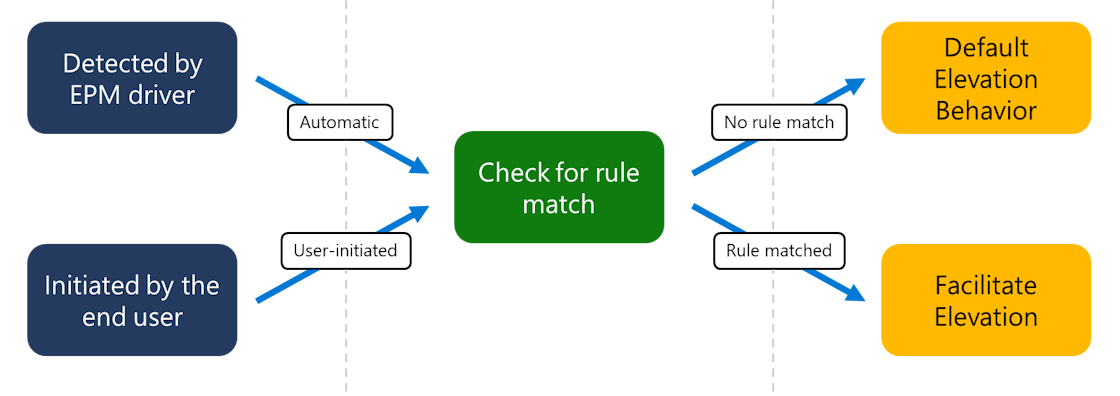 Detected by
EPM driver
Automatic
Initiated by the
end user
User-initiated
Check for rule
match
No rule match
Default
Elevation
Behavior
Rule matched
Facilitate
Elevation